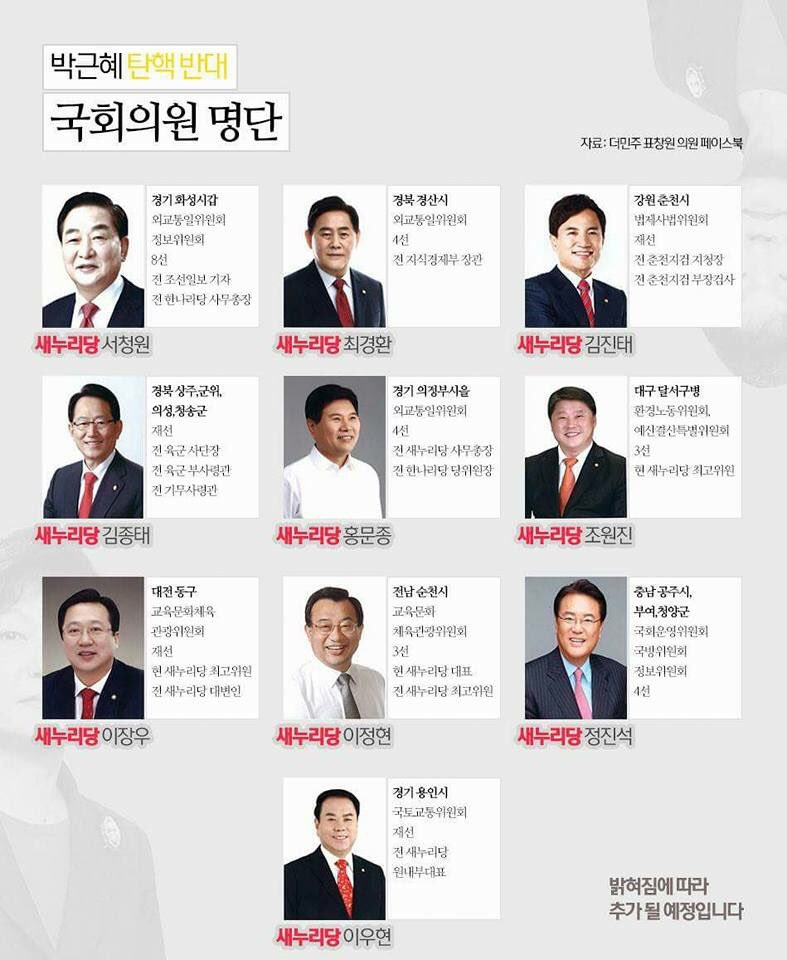 박근혜 탄핵 반대
국회의원 명단
자료 : 더민주 표창원 의원 페이스북
경기 화성시갑
외교통일위원회
정보위원회
8선
전 조선일보 기자
전 한나라당 사무총장
새누리당 서청원
경북 경산시
외교통일위원회
4선
전 지식경제부 장관
새누리당 최경환
강원 춘천시
법제사법위원회
재선
전 춘천지검 지청장
전 춘천지검 부장검사
새누리당 김진태
경북 상주,군위,
의성,청송군
재선
전 육군 사단장
전 육군 부사령관
전 기무사령관
새누리당 김종태
경기 의정부사을
외교통일위원회
4선
전 새누리당 사무총장
전 한나라당 당위원장
새누리당 홍문종
대구 달서구병
환경노동위원회,
예산결산특별위원회
3선
현 새누리당 최고위원
새누리당 조원진
대전 동구
교육문화체육
관광위원회
재선
현 새누리당 최고위원
전 새누리당 대변인
새누리당 이장우
전남 순천시
교육문화
체육관광위원회
3선
현 새누리당 대표
전 새누리당 최고위원
새누리당 이정현
충남 공주시,
부여,청양군
국회운영위원회
국방위원회
정보위원회
4선
새누리당 정진석
경기 용인시
국토교통위원회
재선
전 새누리당
원내부대표
새누리당 이우현
밝혀짐에 따라
추가 될 예정입니다